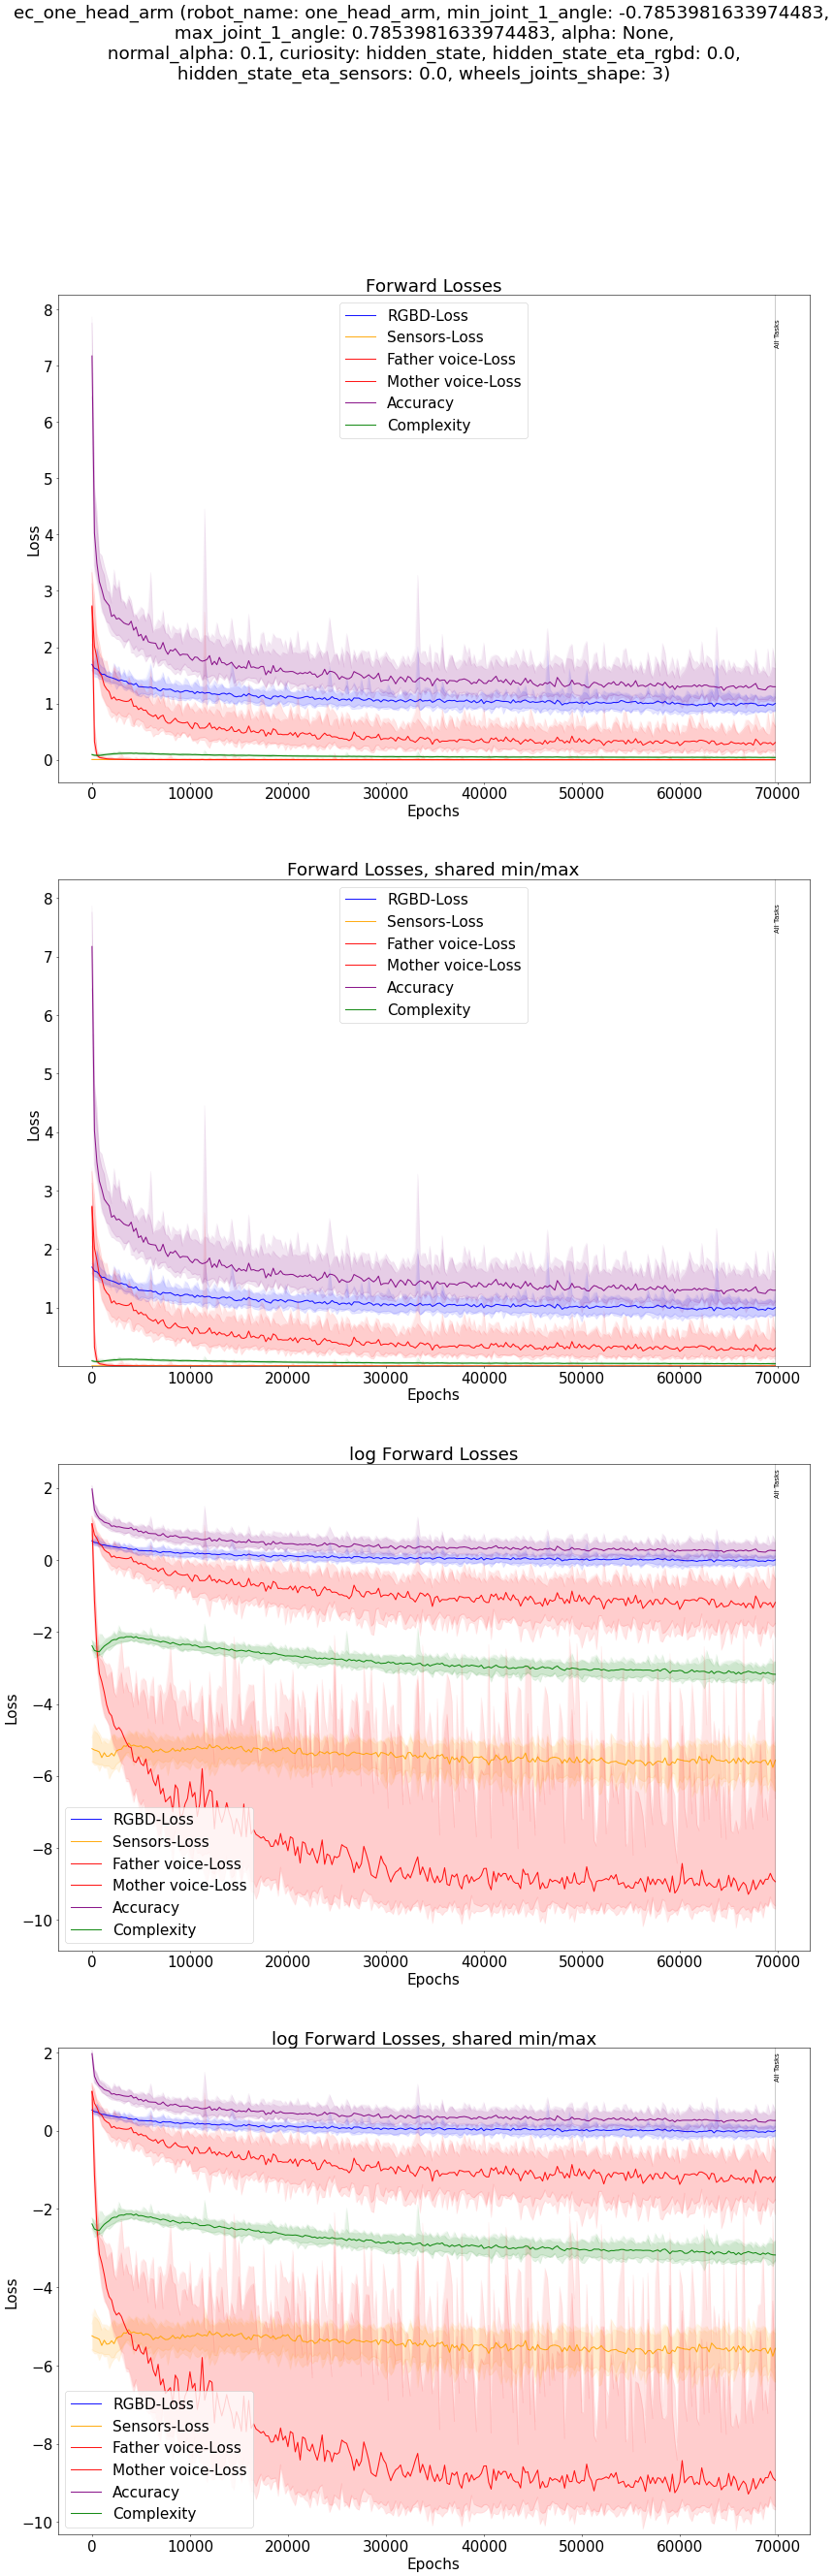 ec_one_head_arm (robot_name: one_head_arm, min_joint_1_angle: -0.7853981633974483,
max_joint_1_angle: 0.7853981633974483, alpha: None,
normal_alpha: 0.1, curiosity: hidden_state, hidden_state_eta_rgbd: 0.0,
hidden_state_eta_sensors: 0.0, wheels_joints_shape: 3)
Forward Losses
8
7
6
5
4
3
2
1
0
Loss
RGBD-Loss
Sensors-Loss
Father voice-Loss
Mother voice-Loss
Accuracy
Complexity
All Tasks
0 10000 20000 30000 40000 50000 60000 70000
Epochs
Forward Losses, shared min/max
8
7
6
5
4
3
2
1
Loss
RGBD-Loss
Sensors-Loss
Father voice-Loss
Mother voice-Loss
Accuracy
Complexity
All Tasks
0 10000 20000 30000 40000 50000 60000 70000
Epochs
log Forward Losses
2
0
−2
−4
−6
−8
−10
Loss
RGBD-Loss
Sensors-Loss
Father voice-Loss
Mother voice-Loss
Accuracy
Complexity
All Tasks
0 10000 20000 30000 40000 50000 60000 70000
Epochs
log Forward Losses, shared min/max
2
0
−2
−4
−6
−8
−10
Loss
RGBD-Loss
Sensors-Loss
Father voice-Loss
Mother voice-Loss
Accuracy
Complexity
All Tasks
0 10000 20000 30000 40000 50000 60000 70000
Epochs